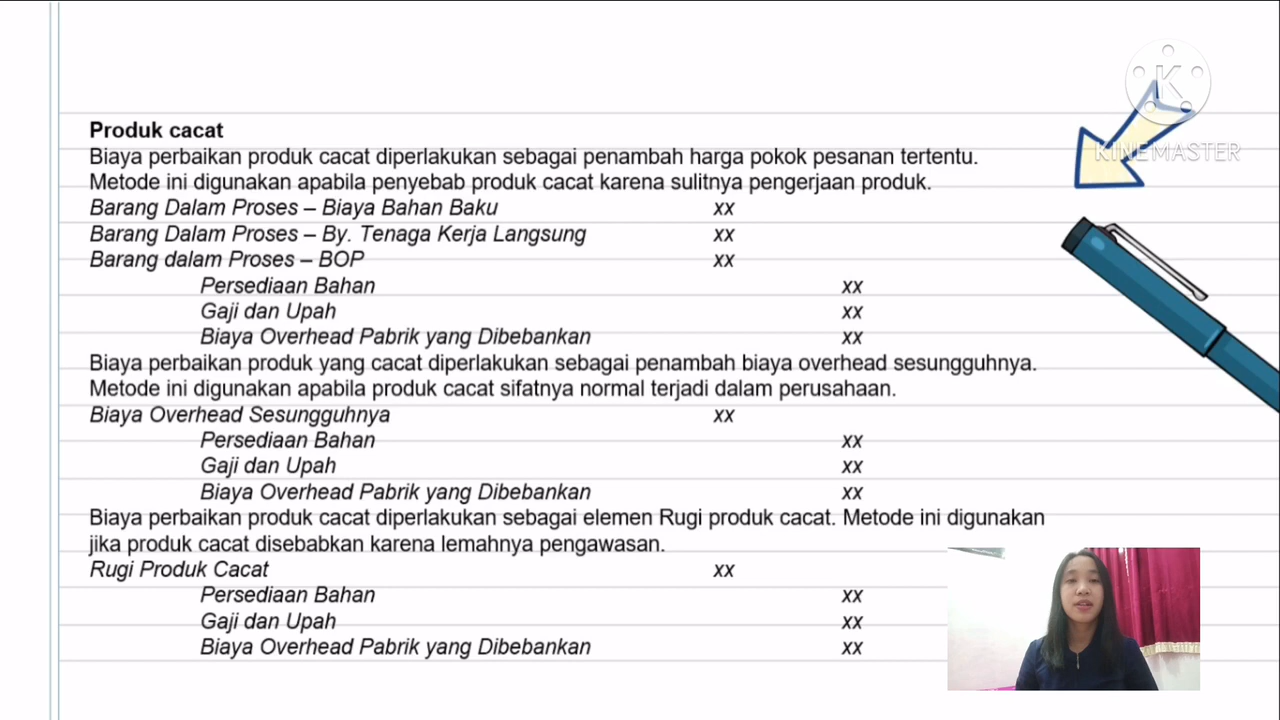 Produk cacat
Biaya perbaikan produk cacat diperlakukan sebagai penambah harga pokok pesanan tertentu.
Metode ini digunakan apabila penyebab produk cacat karena sulitnya pengerjaan produk.
Barang Dalam Proses – Biaya Bahan Baku xx
Barang Dalam Proses – By. Tenaga Kerja Langsung xx
Barang dalam Proses – BOP xx
Persediaan Bahan xx
Gaji dan Upah xx
Biaya Overhead Pabrik yang Dibebankan xx
Biaya perbaikan produk yang cacat diperlakukan sebagai penambah biaya overhead sesungguhnya.
Metode ini digunakan apabila produk cacat sifatnya normal terjadi dalam perusahaan.
Biaya Overhead Sesungguhnya xx
Persediaan Bahan xx
Gaji dan Upah xx
Biaya Overhead Pabrik yang Dibebankan xx
Biaya perbaikan produk cacat diperlakukan sebagai elemen Rugi produk cacat. Metode ini digunakan
jika produk cacat disebabkan karena lemahnya pengawasan.
Rugi Produk Cacat xx
Persediaan Bahan xx
Gaji dan Upah xx
Biaya Overhead Pabrik yang Dibebankan xx
K
KINEMASTER